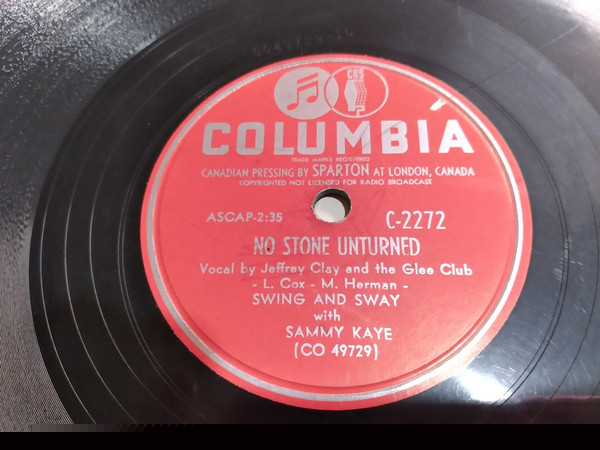 CO49729-1C
CBS
COLUMBIA
TRADE MARKS REGISTERED
CANADIAN PRESSING BY SPARTON AT LONDON, CANADA
COPYRIGHTED NOT LICENSED FOR RADIO BROADCAST
ASCAP-2:35 C-2272
NO STONE UNTURNED
Vocal by Jeffrey Clay and the Glee Club
- L. Cox - M. Herman -
SWING AND SWAY
with
SAMMY KAYE
(CO 49729)